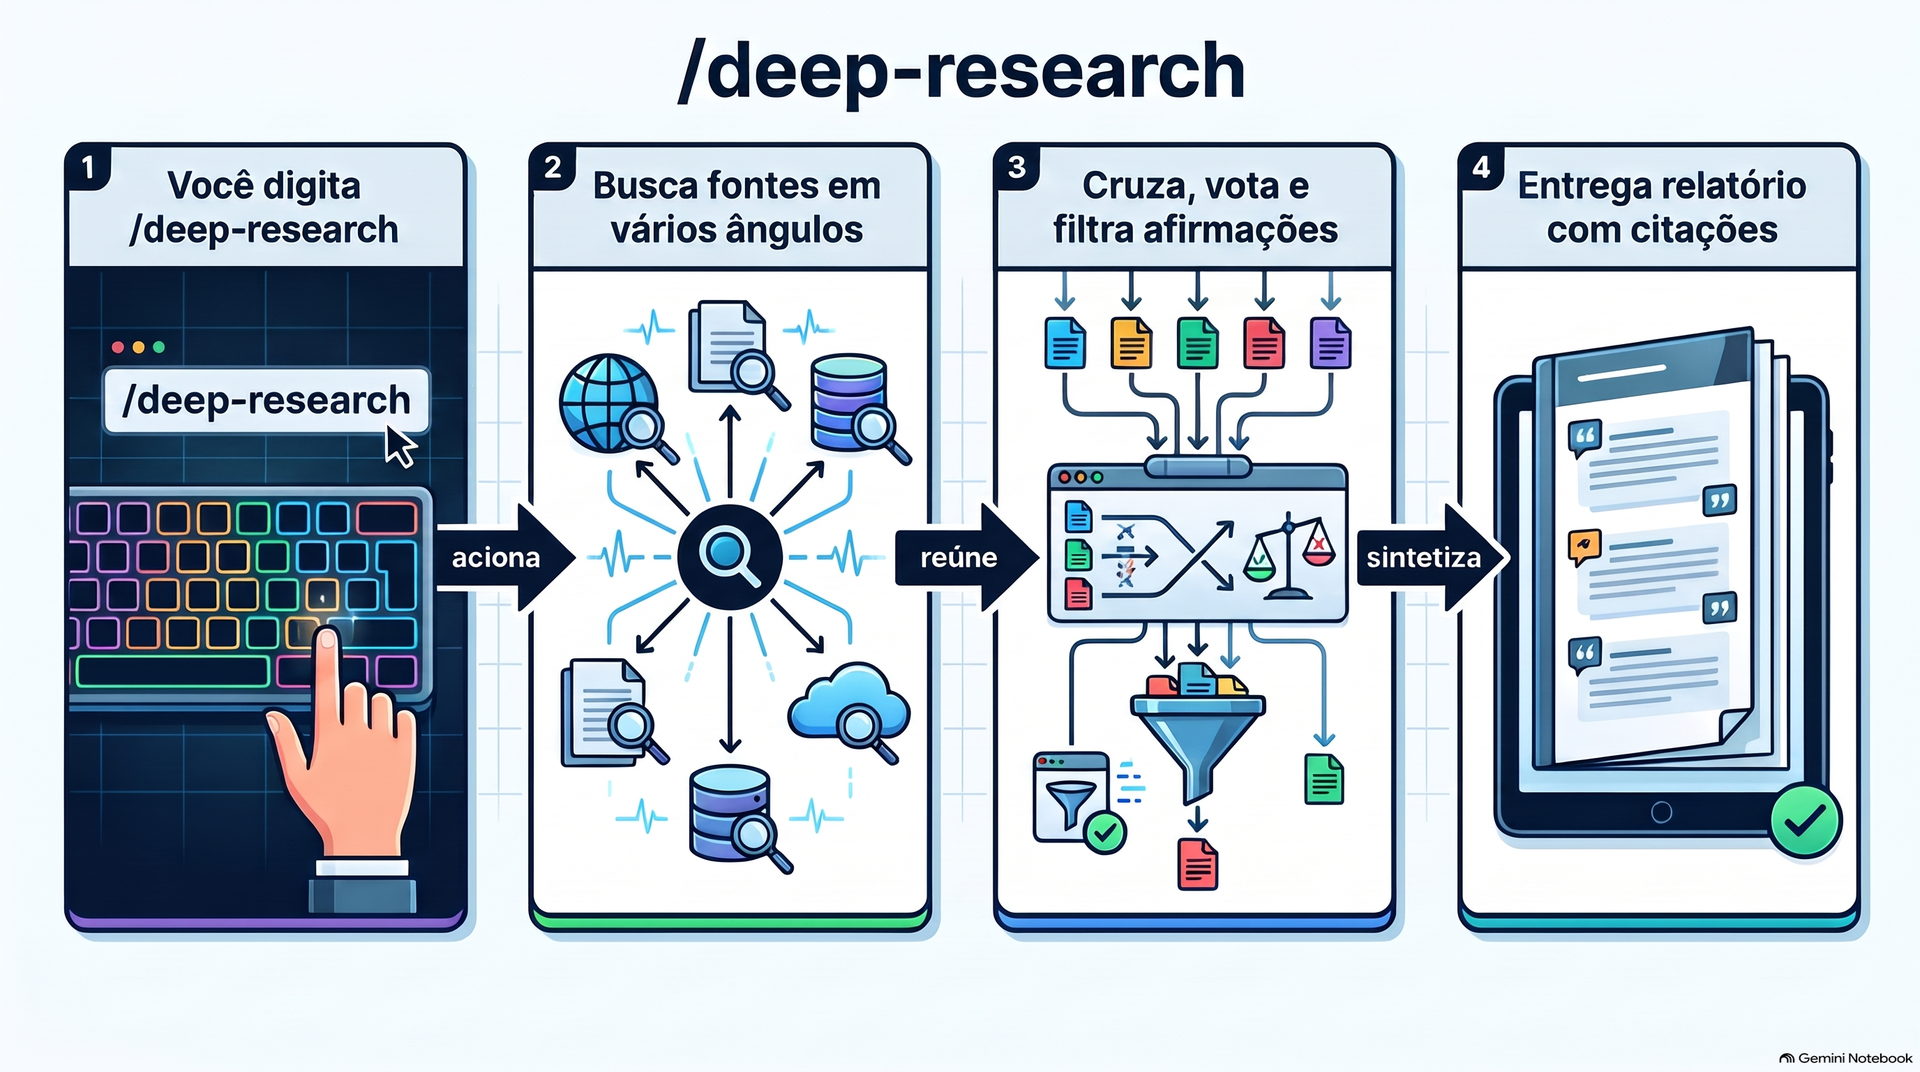 /deep-research
1
Você digita
/deep-research
/deep-research
aciona
2
Busca fontes em
vários ângulos
reúne
3
Cruza, vota e
filtra afirmações
sintetiza
4
Entrega relatório
com citações
Gemini Notebook